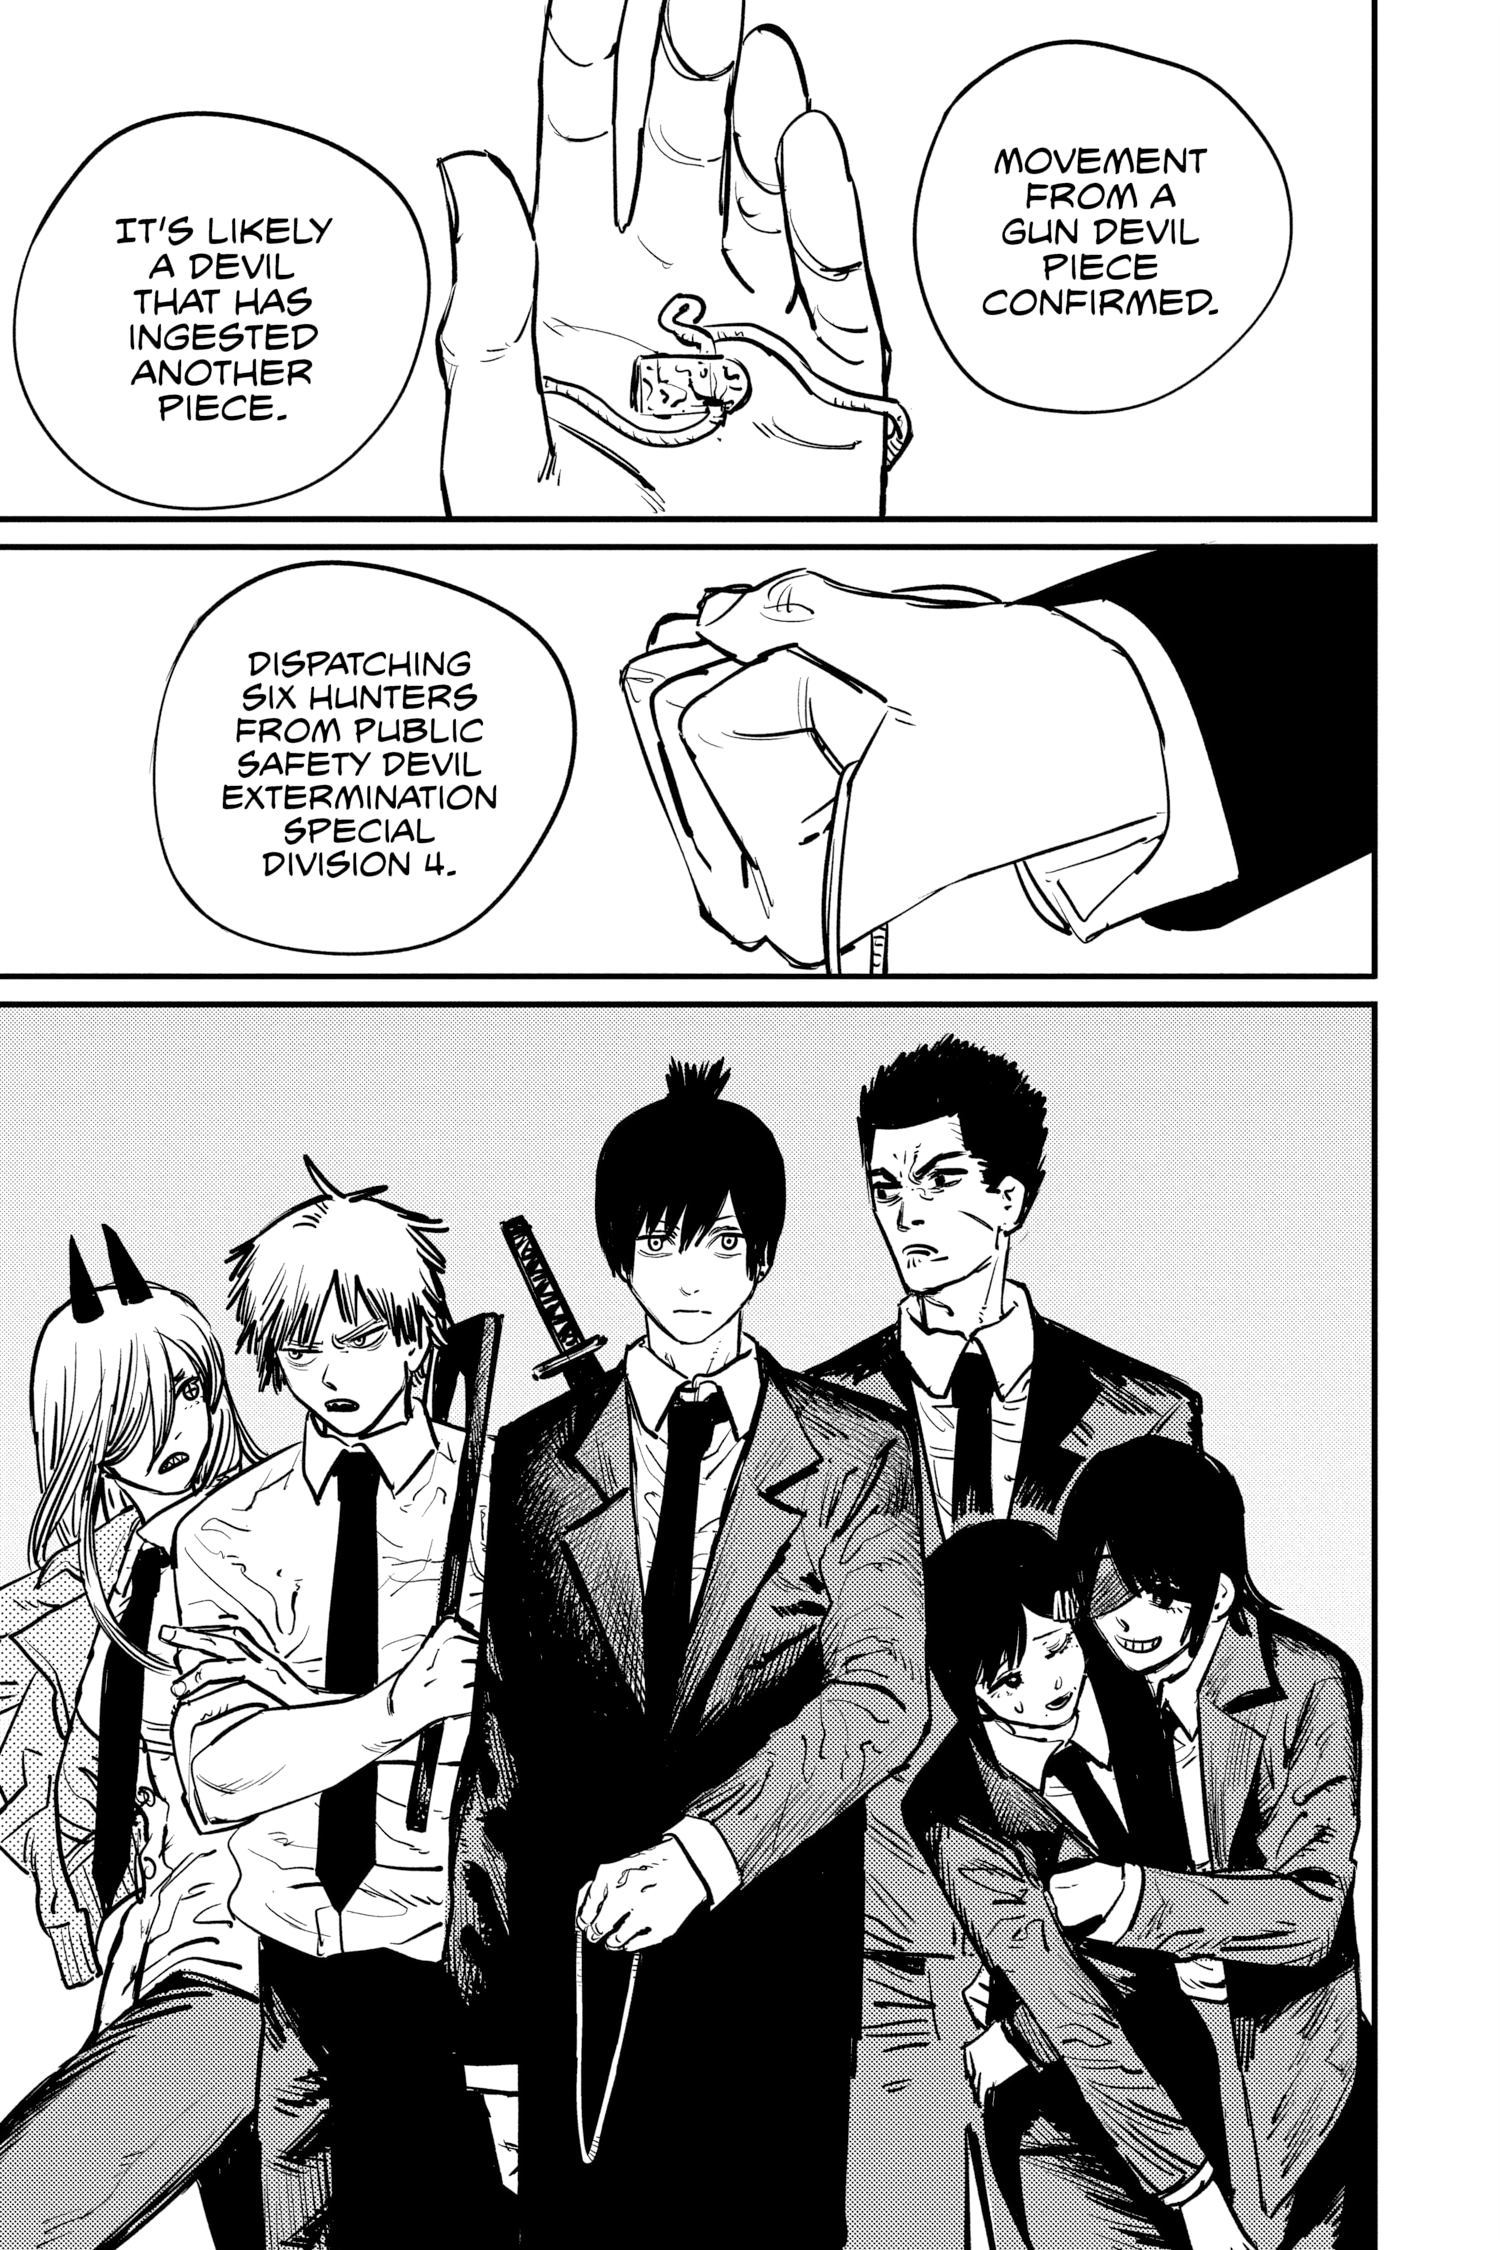 MOVEMENT
FROM A
GUN DEVIL
PIECE
CONFIRMED.
IT'S LIKELY
A DEVIL
THAT HAS
INGESTED
ANOTHER
PIECE.
DISPATCHING
SIX HUNTERS
FROM PUBLIC
SAFETY DEVIL
EXTERMINATION
SPECIAL
DIVISION 4.